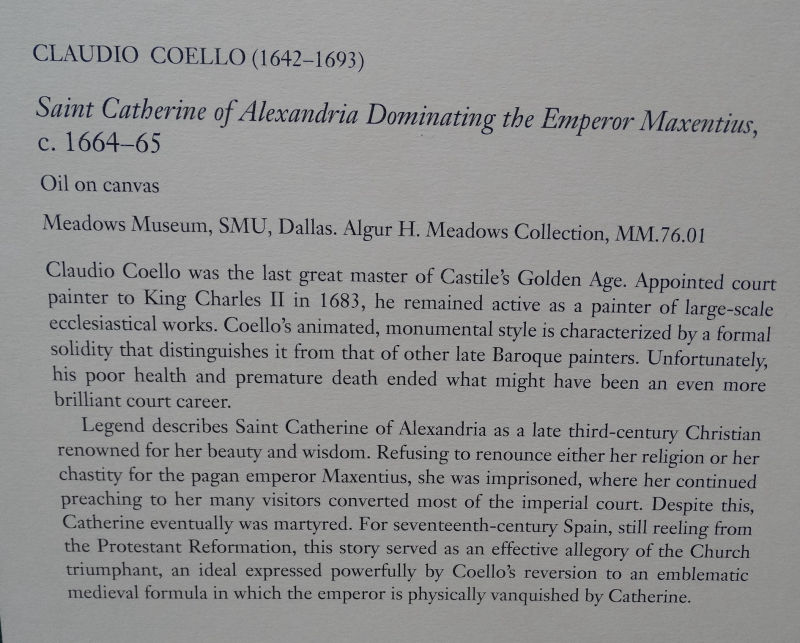 CLAUDIO COELLO (1642–1693)
Saint Catherine of Alexandria Dominating the Emperor Maxentius,
c. 1664–65
Oil on canvas
Meadows Museum, SMU, Dallas. Algur H. Meadows Collection, MM.76.01
Claudio Coello was the last great master of Castile's Golden Age. Appointed court
painter to King Charles II in 1683, he remained active as a painter of large-scale
ecclesiastical works. Coello's animated, monumental style is characterized by a formal
solidity that distinguishes it from that of other late Baroque painters. Unfortunately,
his poor health and premature death ended what might have been an even more
brilliant court career.
Legend describes Saint Catherine of Alexandria as a late third-century Christian
renowned for her beauty and wisdom. Refusing to renounce either her religion or her
chastity for the pagan emperor Maxentius, she was imprisoned, where her continued
preaching to her many visitors converted most of the imperial court. Despite this,
Catherine eventually was martyred. For seventeenth-century Spain, still reeling from
the Protestant Reformation, this story served as an effective allegory of the Church
triumphant, an ideal expressed powerfully by Coello's reversion to an emblematic
medieval formula in which the emperor is physically vanquished by Catherine.